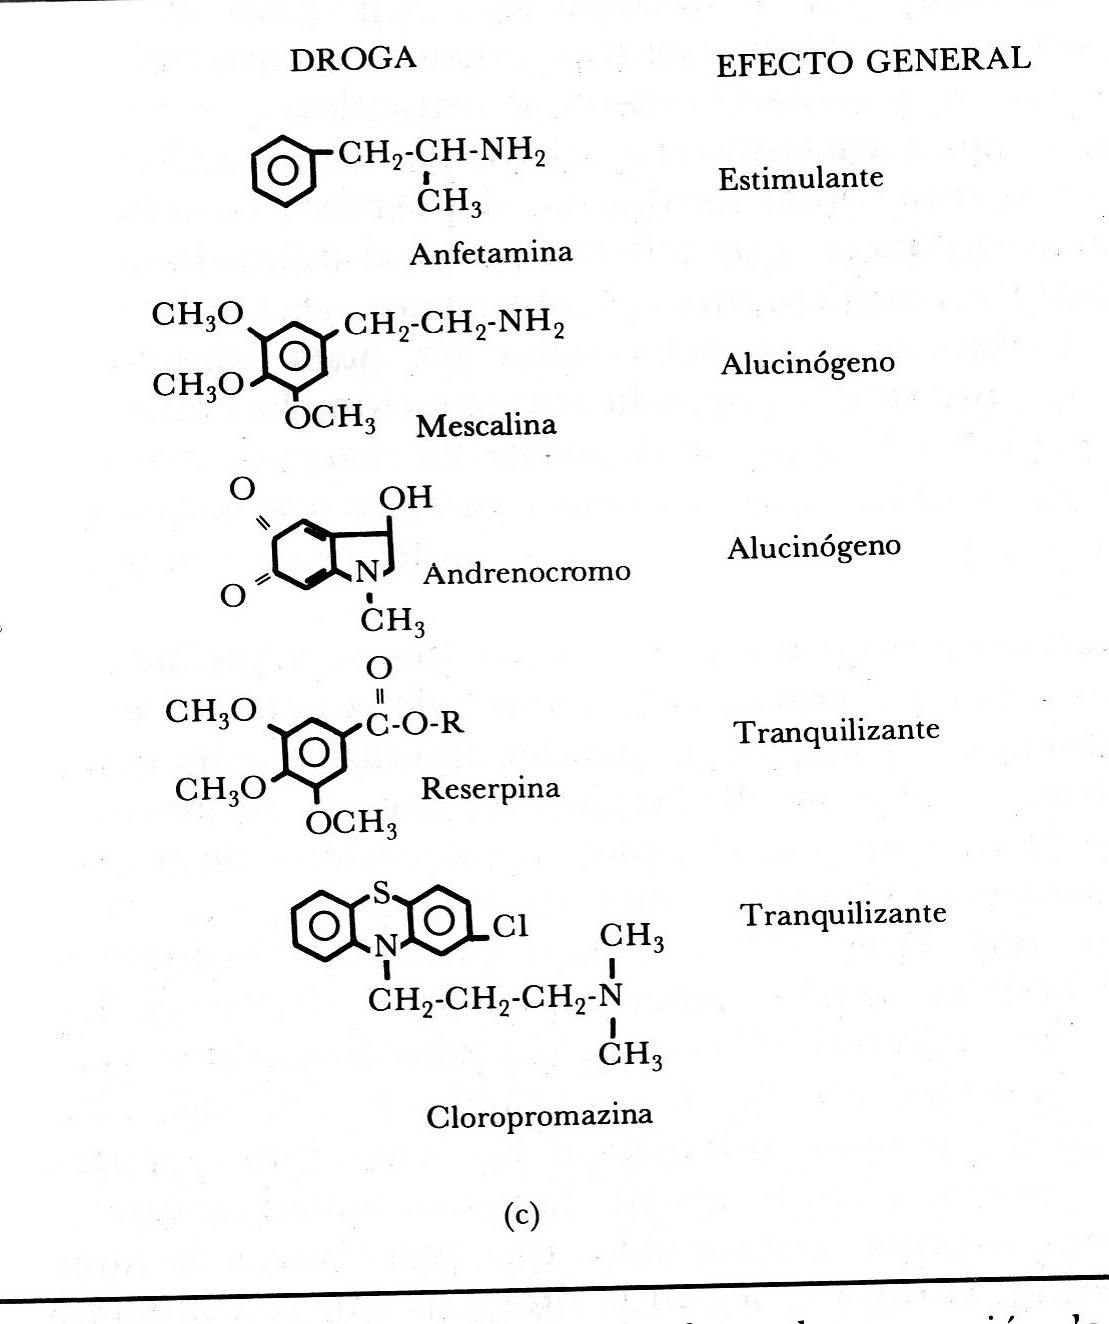 DROGA
EFECTO GENERAL
CH₂-CH-NH₂
CH₃
Estimulante
Anfetamina
CH₃O
CH₂-CH₂-NH₂
CH₃O
OCH₃
Alucinógeno
Mescalina
O
OH
O
N
CH₃
Andrenocromo
Alucinógeno
O
CH₃O
C-O-R
CH₃O
OCH₃
Reserpina
Tranquilizante
S
Cl
N
CH₃
CH₂-CH₂-CH₂-N
CH₃
Tranquilizante
Cloropromazina
(c)